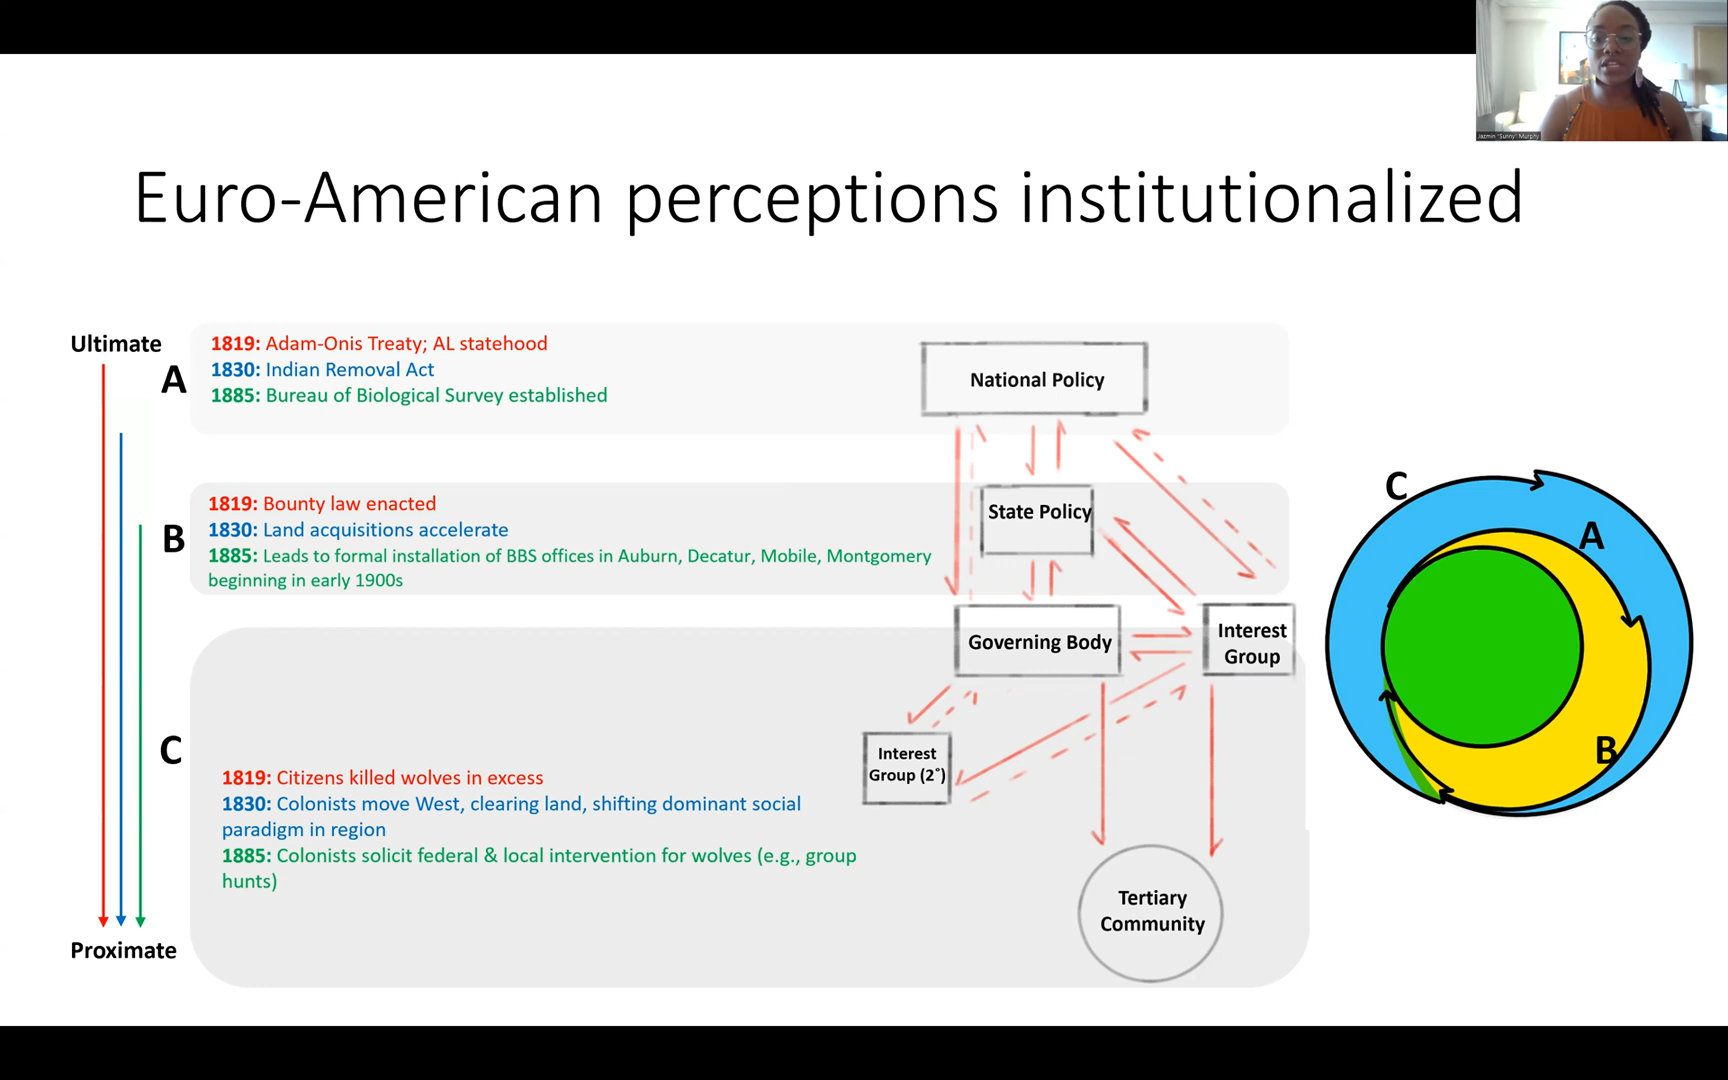 Jazmin "Sunny" Murphy
Euro-American perceptions institutionalized
Ultimate
A
1819: Adam-Onis Treaty; AL statehood
1830: Indian Removal Act
1885: Bureau of Biological Survey established
National Policy
B
1819: Bounty law enacted
1830: Land acquisitions accelerate
1885: Leads to formal installation of BBS offices in Auburn, Decatur, Mobile, Montgomery
beginning in early 1900s
State Policy
Governing Body
Interest
Group
C
1819: Citizens killed wolves in excess
1830: Colonists move West, clearing land, shifting dominant social
paradigm in region
1885: Colonists solicit federal & local intervention for wolves (e.g., group
hunts)
Interest
Group (2˚)
Tertiary
Community
Proximate
C
A
B